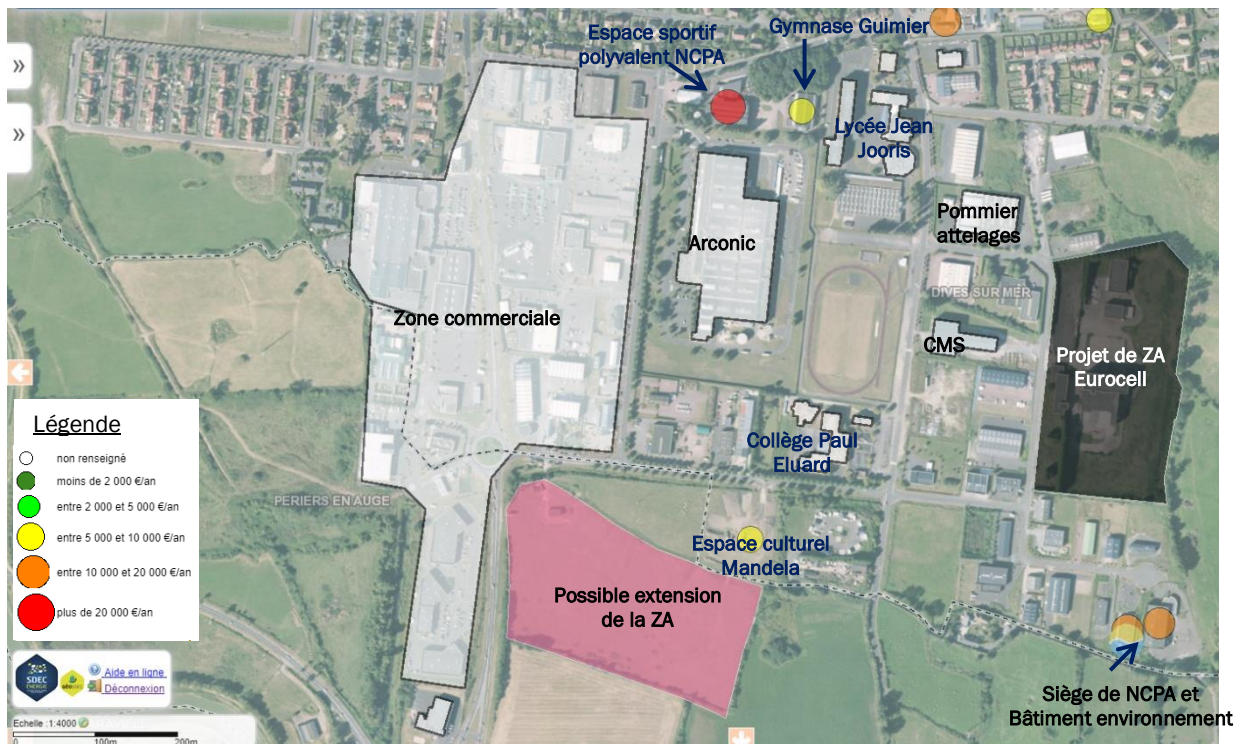 Espace sportif
polyvalent NCPA
Gymnase Guimier
»
»
Lycée Jean
Jooris
Pommier
attelages
Arconic
DIVES SUR MER
Zone commerciale
CMS
Projet de ZA
Eurocell
Légende
non renseigné
moins de 2 000 €/an
entre 2 000 et 5 000 €/an
entre 5 000 et 10 000 €/an
entre 10 000 et 20 000 €/an
plus de 20 000 €/an
Collège Paul
Eluard
PERIERS EN AUGE
Espace culturel
Mandela
Possible extension
de la ZA
SDEC
ENERGIE
Aide en ligne
Déconnexion
Siège de NCPA et
Bâtiment environnement
Echelle :1:4000
0 100m 200m